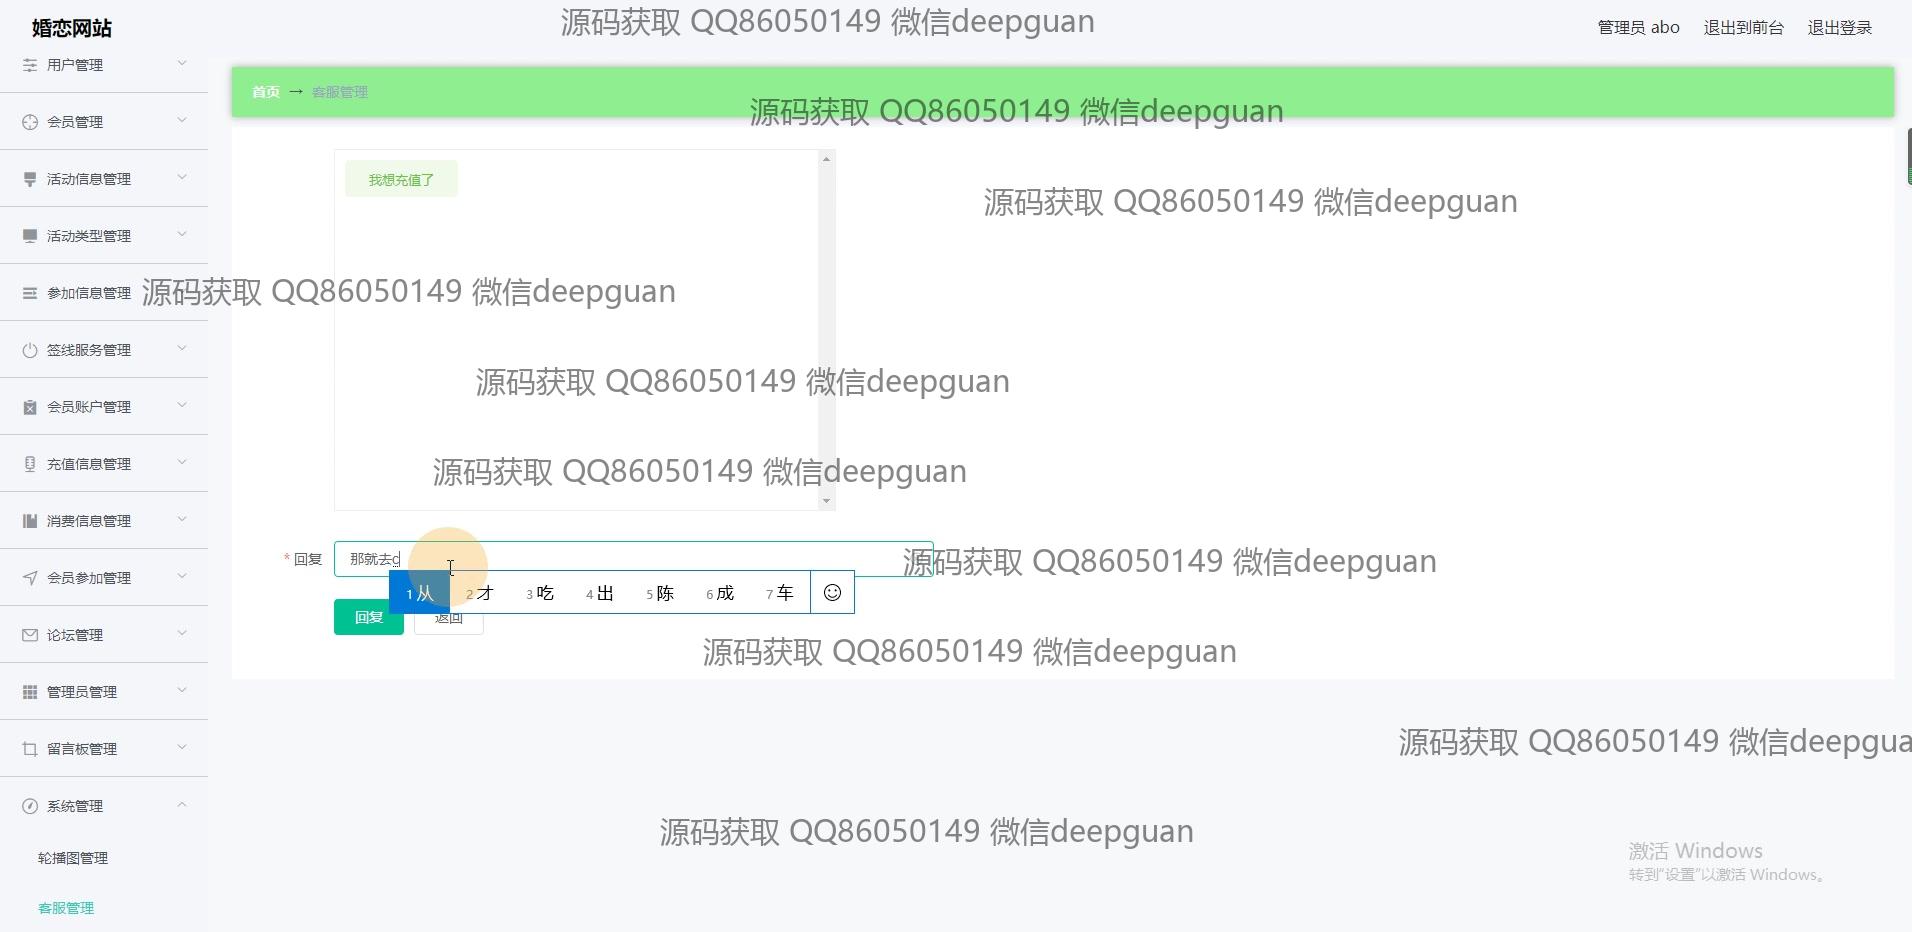 婚恋网站
源码获取 QQ86050149 微信deepguan
管理员 abo 退出到前台 退出登录
用户管理
首页 → 客服管理
源码获取 QQ86050149 微信deepguan
会员管理
活动信息管理
我想充值了
源码获取 QQ86050149 微信deepguan
活动类型管理
参加信息管理
源码获取 QQ86050149 微信deepguan
签线服务管理
源码获取 QQ86050149 微信deepguan
会员账户管理
充值信息管理
源码获取 QQ86050149 微信deepguan
消费信息管理
* 回复 那就去c
源码获取 QQ86050149 微信deepguan
会员参加管理
1 从 2 才 3 吃 4 出 5 陈 6 成 7 车
回复 返回
论坛管理
源码获取 QQ86050149 微信deepguan
管理员管理
留言板管理
源码获取 QQ86050149 微信deepgua
系统管理
源码获取 QQ86050149 微信deepguan
轮播图管理
激活 Windows
转到“设置”以激活 Windows。
客服管理